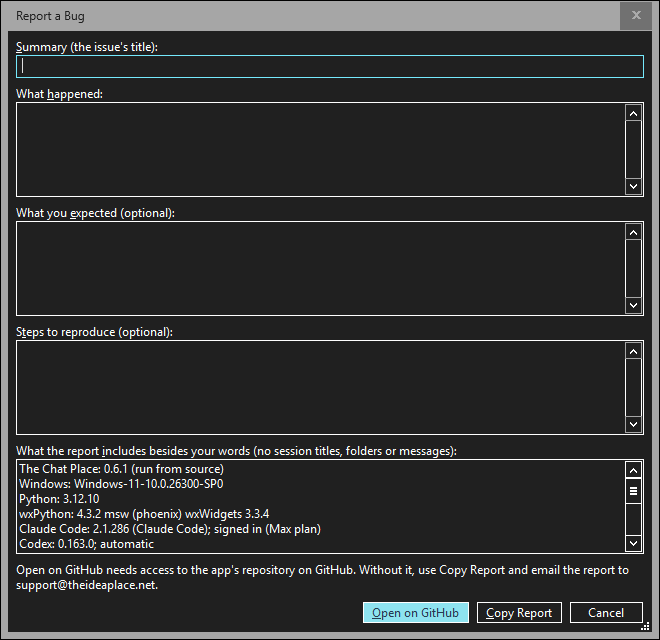 Report a Bug
Summary (the issue's title):
What happened:
What you expected (optional):
Steps to reproduce (optional):
What the report includes besides your words (no session titles, folders or messages):
The Chat Place: 0.6.1 (run from source)
Windows: Windows-11-10.0.26300-SP0
Python: 3.12.10
wxPython: 4.3.2 msw (phoenix) wxWidgets 3.3.4
Claude Code: 2.1.286 (Claude Code); signed in (Max plan)
Codex: 0.163.0; automatic
Open on GitHub needs access to the app's repository on GitHub. Without it, use Copy Report and email the report to
support@theideaplace.net.
Open on GitHub
Copy Report
Cancel